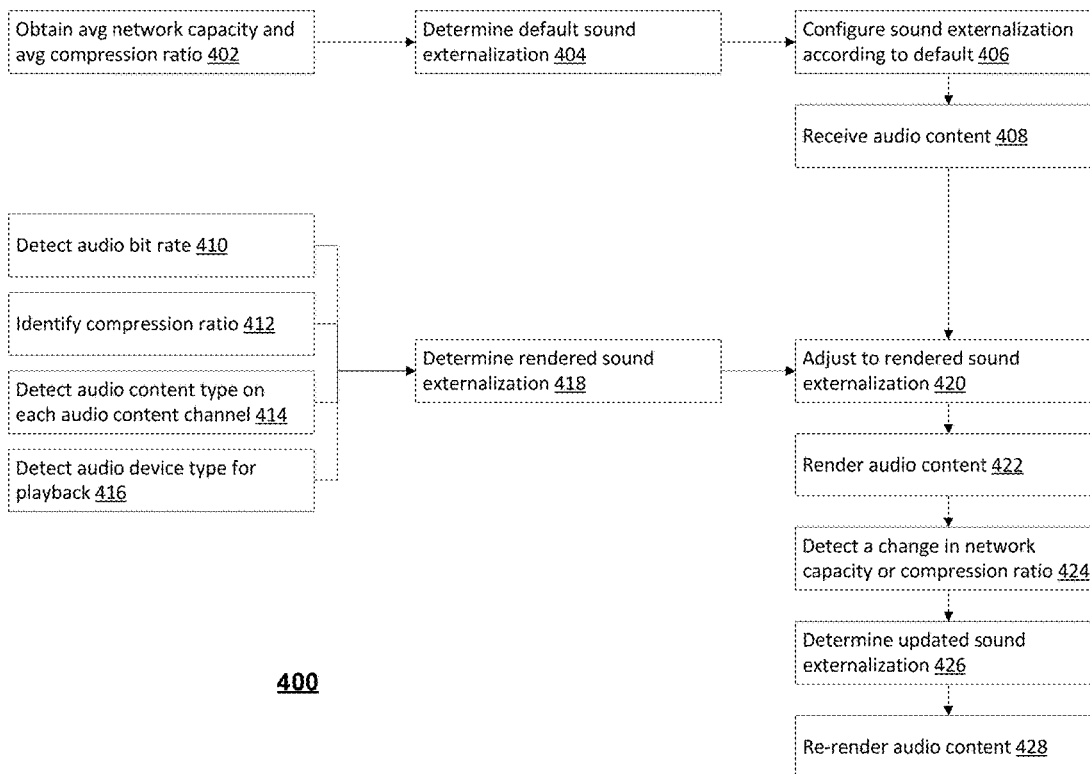 Obtain avg network capacity and
avg compression ratio 402
Determine default sound
externalization 404
Configure sound externalization
according to default 406
Receive audio content 408
Detect audio bit rate 410
Identify compression ratio 412
Detect audio content type on
each audio content channel 414
Detect audio device type for
playback 416
Determine rendered sound
externalization 418
Adjust to rendered sound
externalization 420
Render audio content 422
Detect a change in network
capacity or compression ratio 424
Determine updated sound
externalization 426
Re-render audio content 428
400